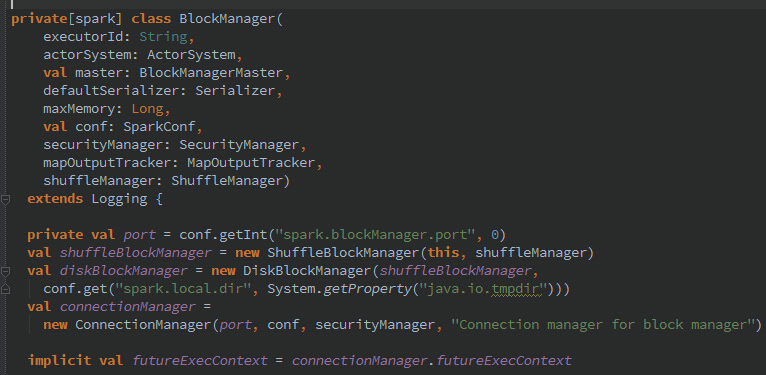 private[spark] class BlockManager(
    executorId: String,
    actorSystem: ActorSystem,
    val master: BlockManagerMaster,
    defaultSerializer: Serializer,
    maxMemory: Long,
    val conf: SparkConf,
    securityManager: SecurityManager,
    mapOutputTracker: MapOutputTracker,
    shuffleManager: ShuffleManager)
  extends Logging {
  private val port = conf.getInt("spark.blockManager.port", 0)
  val shuffleBlockManager = new ShuffleBlockManager(this, shuffleManager)
  val diskBlockManager = new DiskBlockManager(shuffleBlockManager,
    conf.get("spark.local.dir", System.getProperty("java.io.tmpdir")))
  val connectionManager =
    new ConnectionManager(port, conf, securityManager, "Connection manager for block manager")
  implicit val futureExecContext = connectionManager.futureExecContext